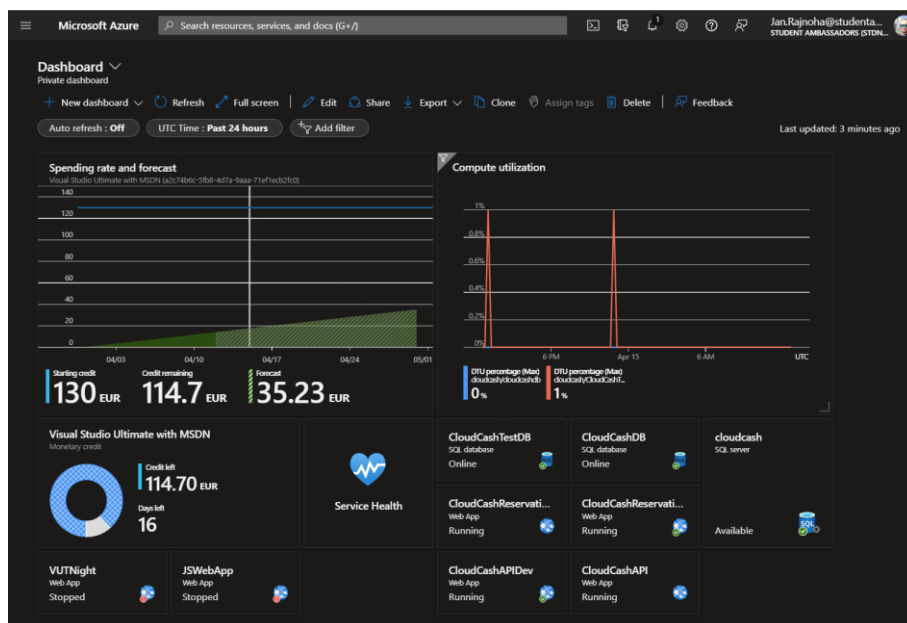 Microsoft Azure
Search resources, services, and docs (G+/)
1
Jan.Rajnoha@studenta...
STUDENT AMBASSADORS (STDN...
Dashboard
Private dashboard
New dashboard
Refresh
Full screen
Edit
Share
Export
Clone
Assign tags
Delete
Feedback
Auto refresh : Off
UTC Time : Past 24 hours
Add filter
Last updated: 3 minutes ago
Spending rate and forecast
Visual Studio Ultimate with MSDN (a2c74b6c-5fb8-4d7a-9aaa-71ef1ecb2fc0)
140
120
100
80
60
40
20
0
04/03
04/10
04/17
04/24
05/01
Starting credit
130 EUR
Credit remaining
114.7 EUR
Forecast
35.23 EUR
Compute utilization
1%
0.8%
0.6%
0.4%
0.2%
0%
6 PM
Apr 15
6 AM
UTC
DTU percentage (Max)
cloudcash/cloudcashdb
0%
DTU percentage (Max)
cloudcash/CloudCashT...
1%
Visual Studio Ultimate with MSDN
Monetary credit
Credit left
114.70 EUR
Days left
16
Service Health
CloudCashTestDB
SQL database
Online
CloudCashDB
SQL database
Online
cloudcash
SQL server
Available
SQL
CloudCashReservati...
Web App
Running
CloudCashReservati...
Web App
Running
VUTNight
Web App
Stopped
JSWebApp
Web App
Stopped
CloudCashAPIDev
Web App
Running
CloudCashAPI
Web App
Running